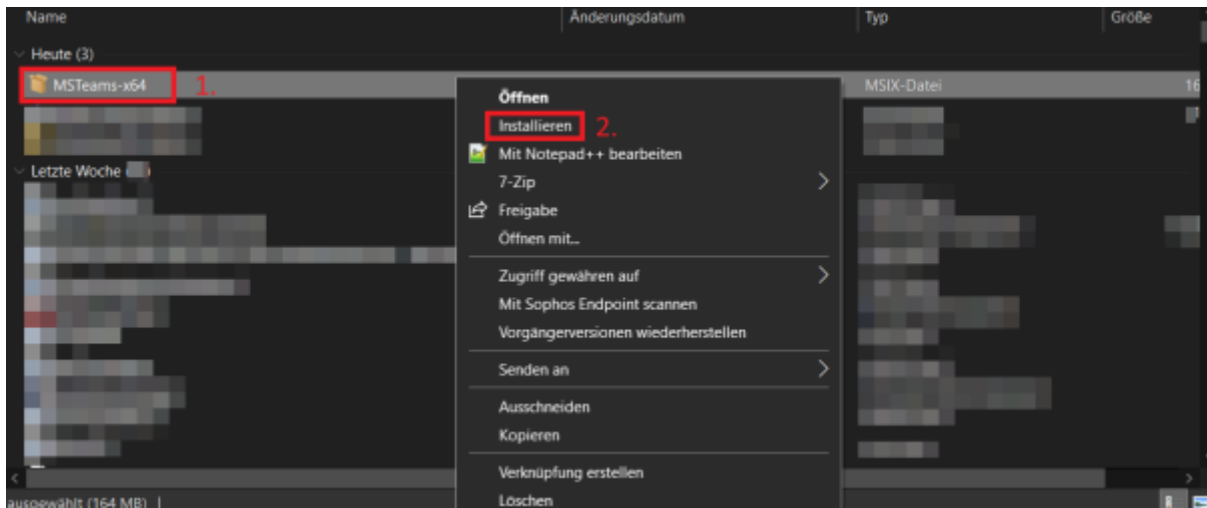 Name Änderungsdatum Typ Größe
Heute (3)
MSTeams-x64 1. MSIX-Datei 16
Öffnen
Installieren 2.
Mit Notepad++ bearbeiten
Letzte Woche
7-Zip
Freigabe
Öffnen mit...
Zugriff gewähren auf
Mit Sophos Endpoint scannen
Vorgängerversionen wiederherstellen
Senden an
Ausschneiden
Kopieren
Verknüpfung erstellen
Löschen
ausgewählt (164 MB)